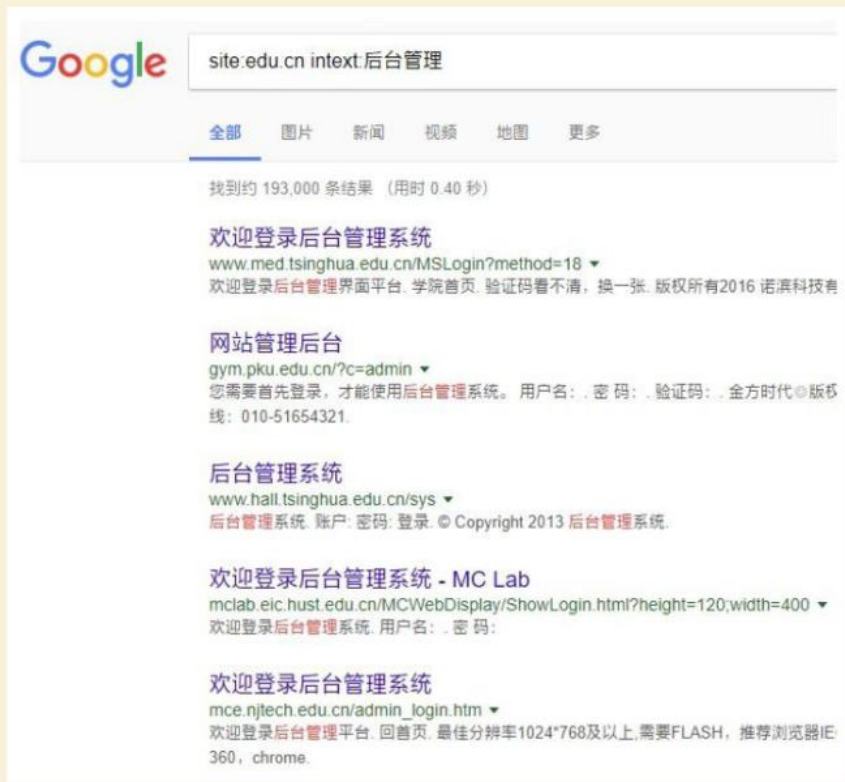 Google
site:edu.cn intext:后台管理
全部 图片 新闻 视频 地图 更多
找到约 193,000 条结果 （用时 0.40 秒）
欢迎登录后台管理系统
www.med.tsinghua.edu.cn/MSLogin?method=18
欢迎登录后台管理界面平台. 学院首页. 验证码看不清，换一张. 版权所有2016 诺滨科技有
网站管理后台
gym.pku.edu.cn/?c=admin
您需要首先登录，才能使用后台管理系统。 用户名：. 密 码：. 验证码：. 金方时代©版权
线：010-51654321.
后台管理系统
www.hall.tsinghua.edu.cn/sys
后台管理系统. 账户: 密码: 登录. © Copyright 2013 后台管理系统.
欢迎登录后台管理系统 - MC Lab
mclab.eic.hust.edu.cn/MCWebDisplay/ShowLogin.html?height=120;width=400
欢迎登录后台管理系统. 用户名：. 密 码：
欢迎登录后台管理系统
mce.njtech.edu.cn/admin_login.htm
欢迎登录后台管理平台. 回首页. 最佳分辨率1024*768及以上,需要FLASH，推荐浏览器IE
360，chrome.